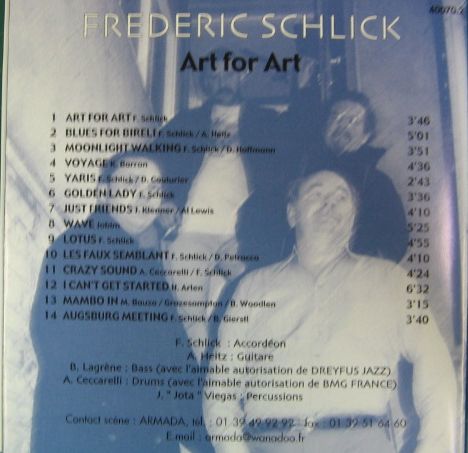 40070.2
FREDERIC SCHLICK
Art for Art
1 ART FOR ART F. Schlick 3'46
2 BLUES FOR BIRELI F. Schlick / A. Heitz 5'01
3 MOONLIGHT WALKING F. Schlick / D. Hoffmann 3'51
4 VOYAGE K. Barron 4'36
5 YARIS F. Schlick / D. Couturier 2'43
6 GOLDEN LADY F. Schlick 3'36
7 JUST FRIENDS J. Klenner / Al Lewis 4'10
8 WAVE Jobim 5'25
9 LOTUS F. Schlick 4'55
10 LES FAUX SEMBLANT F. Schlick / D. Petrocco 4'10
11 CRAZY SOUND A. Ceccarelli / F. Schlick 4'24
12 I CAN'T GET STARTED H. Arlen 6'32
13 MAMBO IN M. Bauza / Grazesamplon / B. Woodlen 3'15
14 AUGSBURG MEETING F. Schlick / B. Gierstl 3'40
F. Schlick : Accordéon
A. Heitz : Guitare
B. Lagrène : Bass (avec l'aimable autorisation de DREYFUS JAZZ)
A. Ceccarelli : Drums (avec l'aimable autorisation de BMG FRANCE)
J. " Jota " Viegas : Percussions
Contact scène : ARMADA, tél. : 01 39 49 92 92 fax : 01 39 51 64 60
E.mail : armada@wanadoo.fr